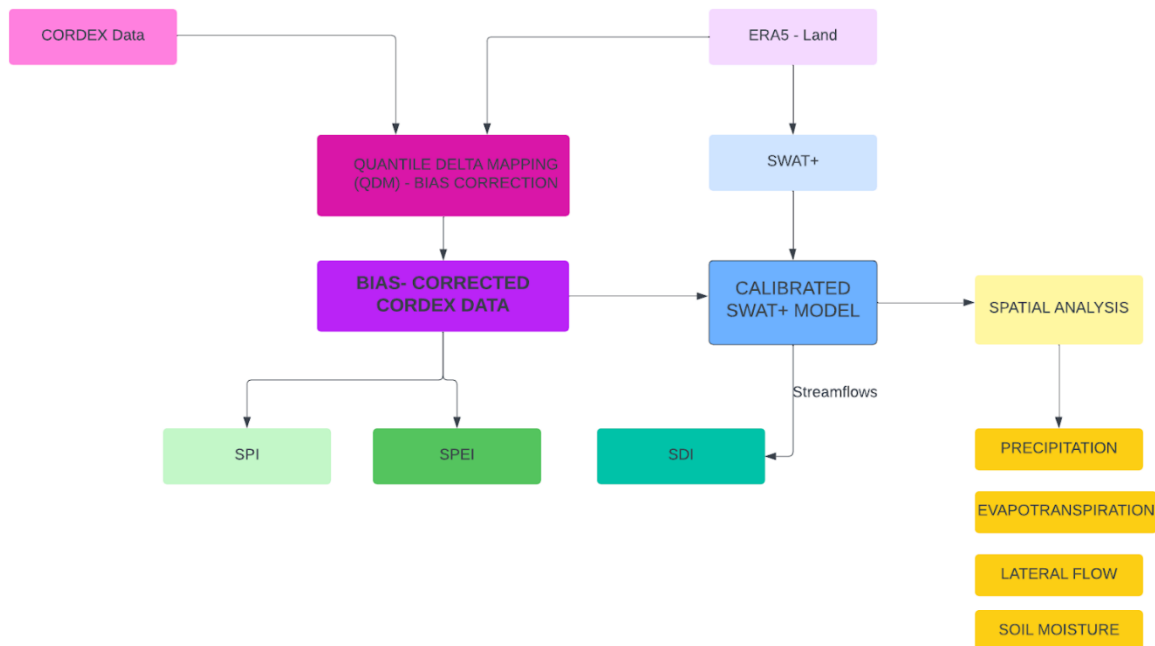 CORDEX Data
ERA5 - Land
QUANTILE DELTA MAPPING
(QDM) - BIAS CORRECTION
SWAT+
BIAS- CORRECTED
CORDEX DATA
CALIBRATED
SWAT+ MODEL
SPATIAL ANALYSIS
Streamflows
SPI
SPEI
SDI
PRECIPITATION
EVAPOTRANSPIRATION
LATERAL FLOW
SOIL MOISTURE